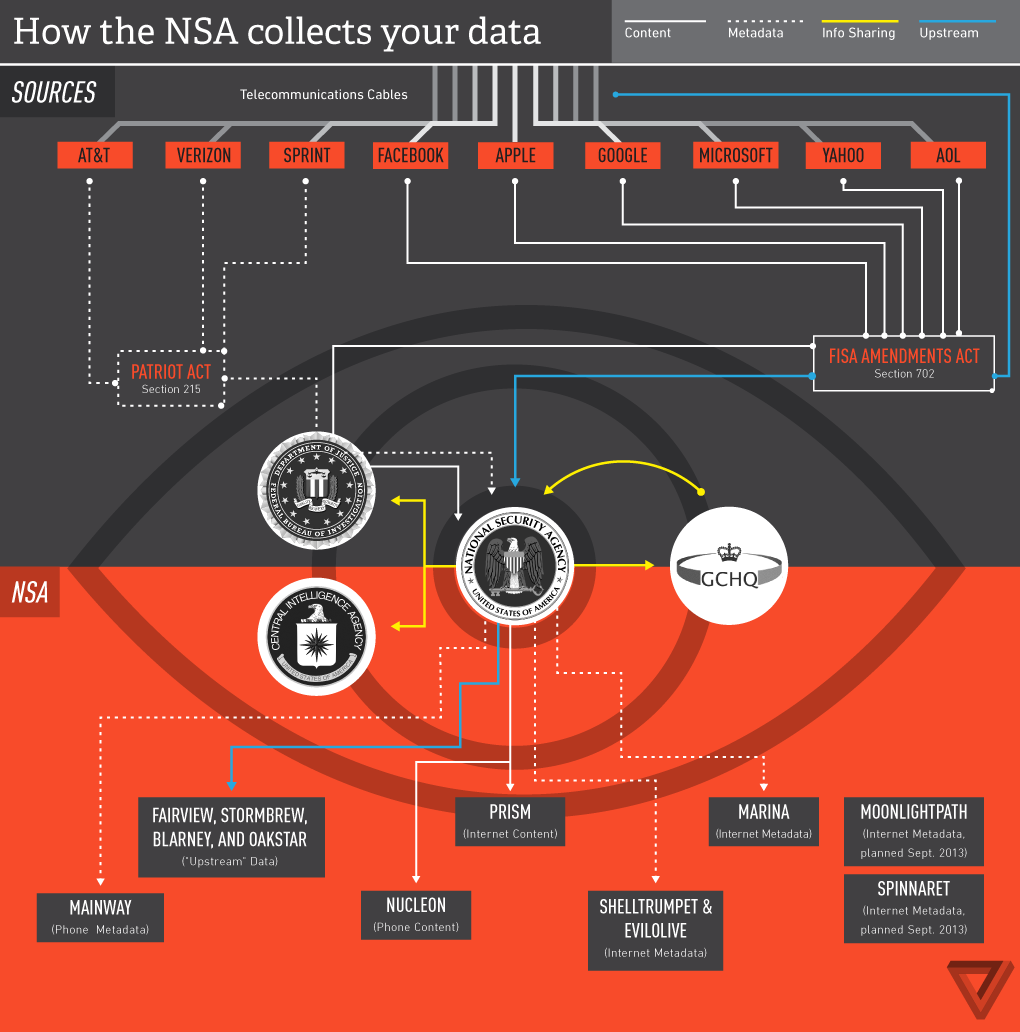 How the NSA collects your data
Content
Metadata
Info Sharing
Upstream
SOURCES
Telecommunications Cables
AT&T
VERIZON
SPRINT
FACEBOOK
APPLE
GOOGLE
MICROSOFT
YAHOO
AOL
PATRIOT ACT
Section 215
FISA AMENDMENTS ACT
Section 702
DEPARTMENT OF JUSTICE
FEDERAL BUREAU OF INVESTIGATION
NATIONAL SECURITY AGENCY
UNITED STATES OF AMERICA
GCHQ
NSA
CENTRAL INTELLIGENCE AGENCY
UNITED STATES OF AMERICA
FAIRVIEW, STORMBREW,
BLARNEY, AND OAKSTAR
("Upstream" Data)
PRISM
(Internet Content)
MARINA
(Internet Metadata)
MOONLIGHTPATH
(Internet Metadata,
planned Sept. 2013)
MAINWAY
(Phone Metadata)
NUCLEON
(Phone Content)
SHELLTRUMPET &
EVILOLIVE
(Internet Metadata)
SPINNARET
(Internet Metadata,
planned Sept. 2013)